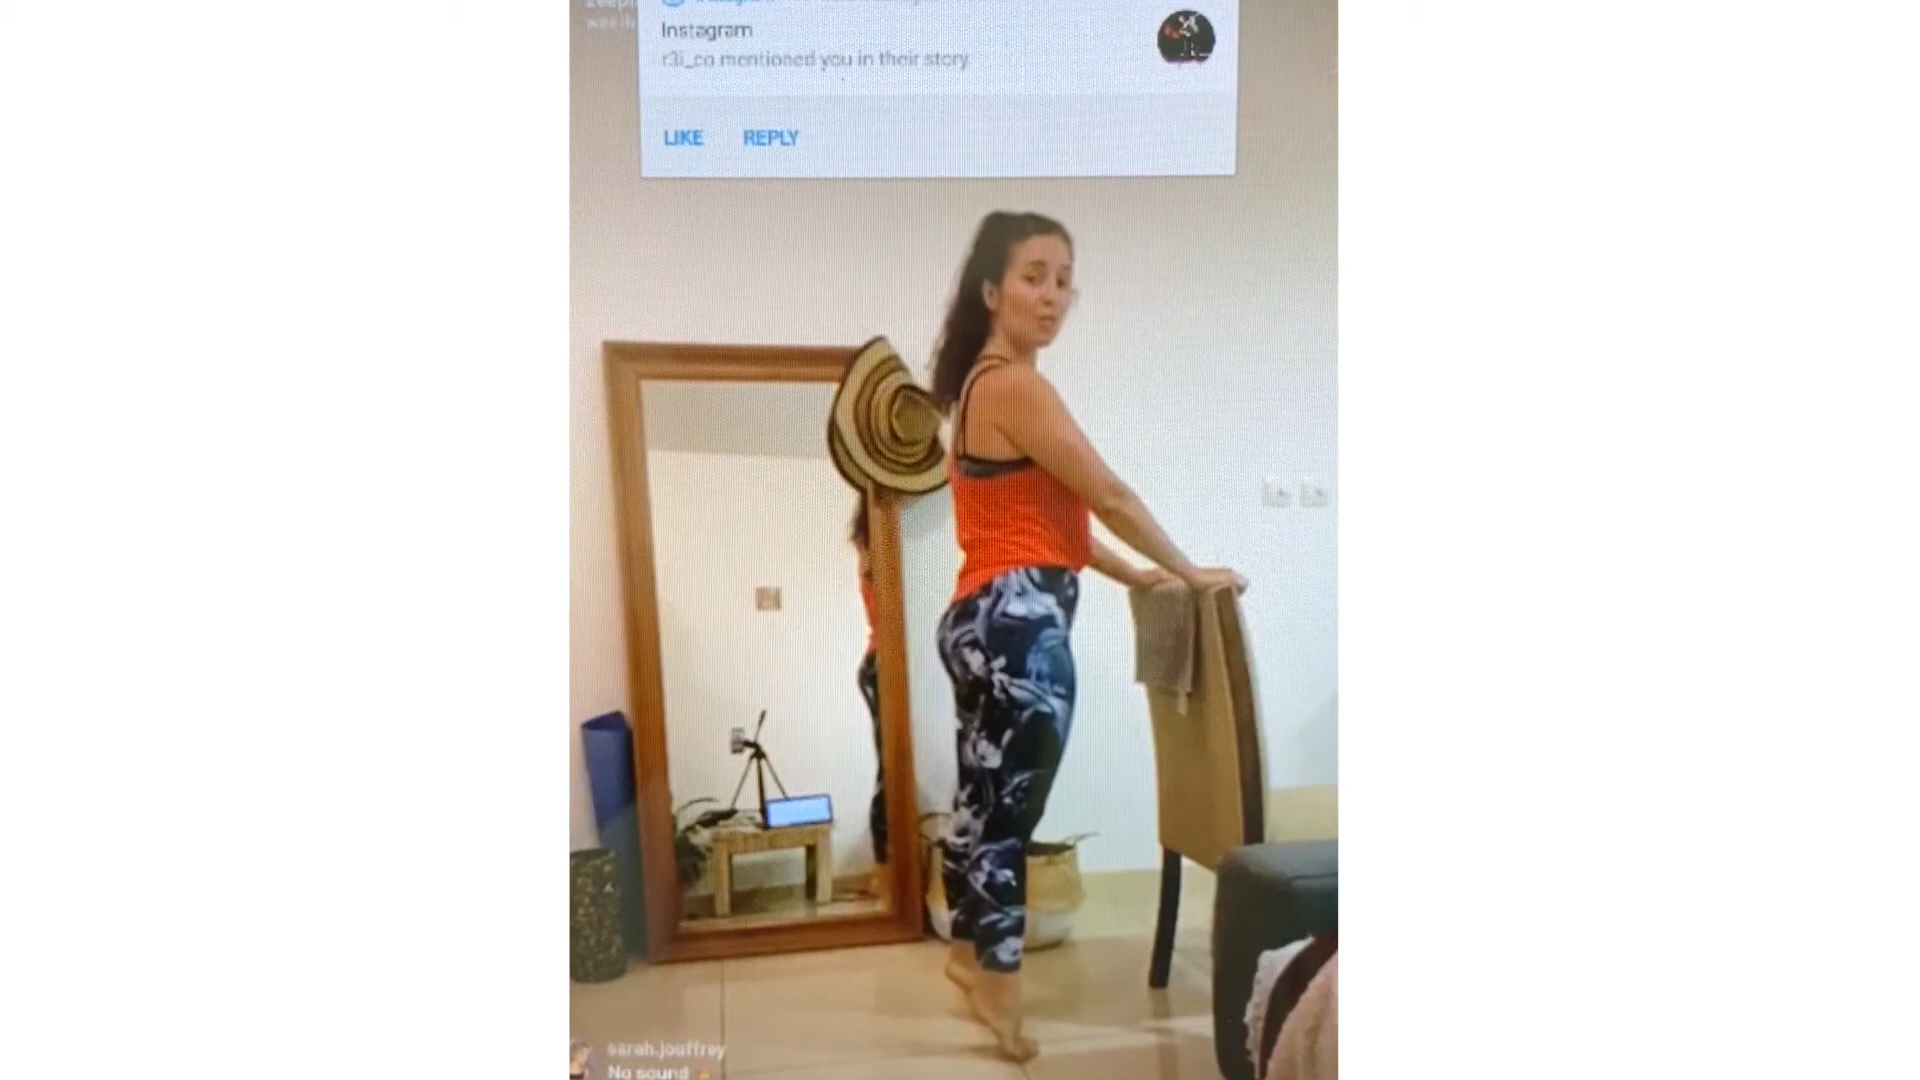 Instagram
r3i_co mentioned you in their story
LIKE REPLY
sarah.jouffrey
No sound